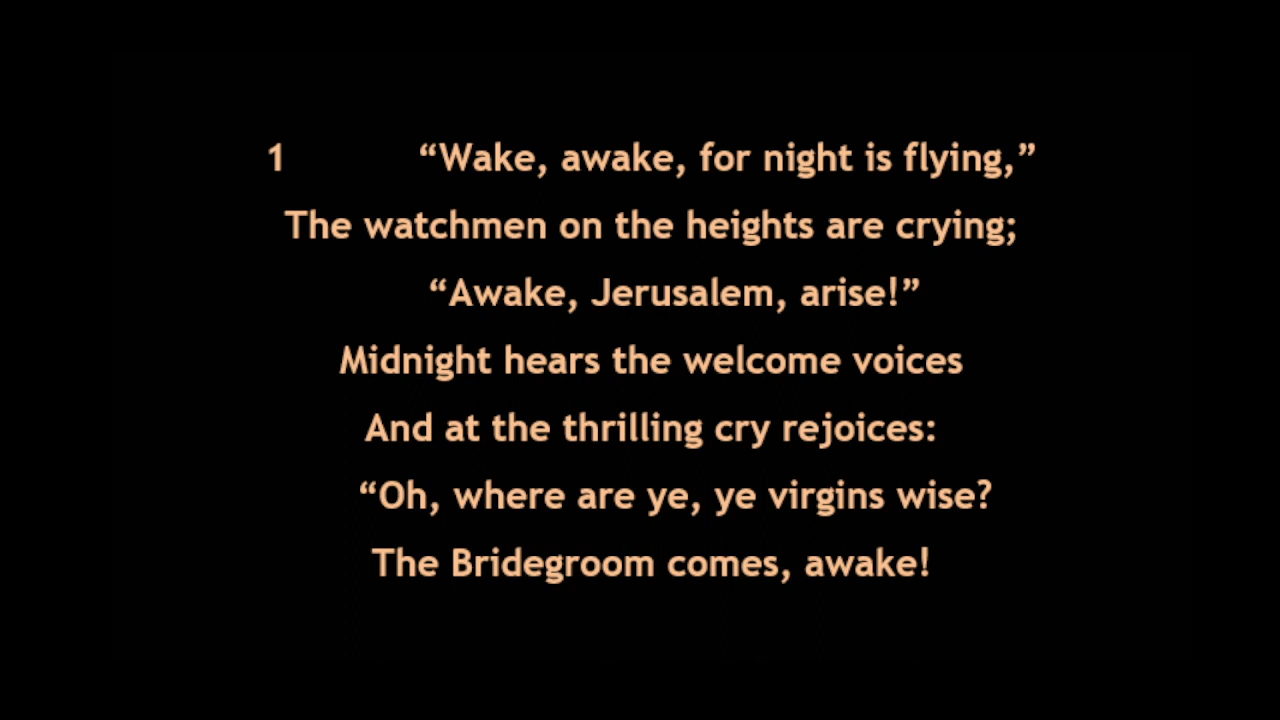 1 “Wake, awake, for night is flying,”
The watchmen on the heights are crying;
“Awake, Jerusalem, arise!”
Midnight hears the welcome voices
And at the thrilling cry rejoices:
“Oh, where are ye, ye virgins wise?
The Bridegroom comes, awake!